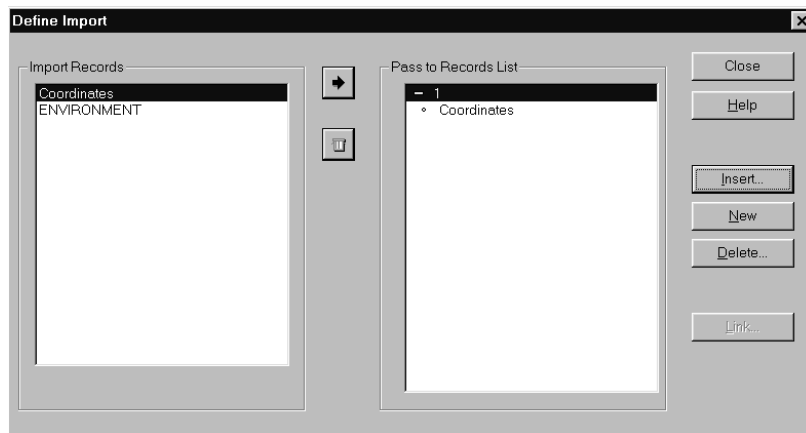 Define Import
Import Records
Coordinates
ENVIRONMENT
Pass to Records List
1
Coordinates
Close
Help
Insert...
New
Delete...
Link...